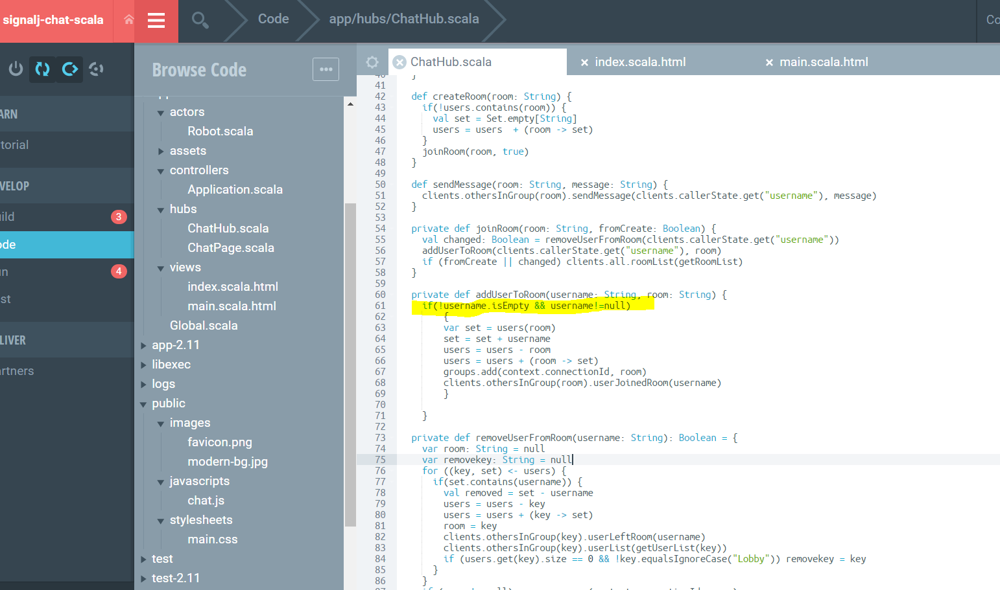 signalj-chat-scala
Code
app/hubs/ChatHub.scala
Co
Browse Code
ChatHub.scala
index.scala.html
main.scala.html
ARN
torial
VELOP
ild
3
ode
n
4
st
LIVER
artners
actors
Robot.scala
assets
controllers
Application.scala
hubs
ChatHub.scala
ChatPage.scala
views
index.scala.html
main.scala.html
Global.scala
app-2.11
libexec
logs
public
images
favicon.png
modern-bg.jpg
javascripts
chat.js
stylesheets
main.css
test
test-2.11
40 }
41
42 def createRoom(room: String) {
43 if(!users.contains(room)) {
44 val set = Set.empty[String]
45 users = users  + (room -> set)
46 }
47 joinRoom(room, true)
48 }
49
50 def sendMessage(room: String, message: String) {
51 clients.othersInGroup(room).sendMessage(clients.callerState.get("username"), message)
52 }
53
54 private def joinRoom(room: String, fromCreate: Boolean) {
55 val changed: Boolean = removeUserFromRoom(clients.callerState.get("username"))
56 addUserToRoom(clients.callerState.get("username"), room)
57 if (fromCreate || changed) clients.all.roomList(getRoomList)
58 }
59
60 private def addUserToRoom(username: String, room: String) {
61 if(!username.isEmpty && username!=null)
62 {
63 var set = users(room)
64 set = set + username
65 users = users - room
66 users = users + (room -> set)
67 groups.add(context.connectionId, room)
68 clients.othersInGroup(room).userJoinedRoom(username)
69 }
70
71 }
72
73 private def removeUserFromRoom(username: String): Boolean = {
74 var room: String = null
75 var removekey: String = null
76 for ((key, set) <- users) {
77 if(set.contains(username)) {
78 val removed = set - username
79 users = users - key
80 users = users + (key -> set)
81 room = key
82 clients.othersInGroup(key).userLeftRoom(username)
83 clients.othersInGroup(key).userList(getUserList(key))
84 if (users.get(key).size == 0 && !key.equalsIgnoreCase("Lobby")) removekey = key
85 }
86 }